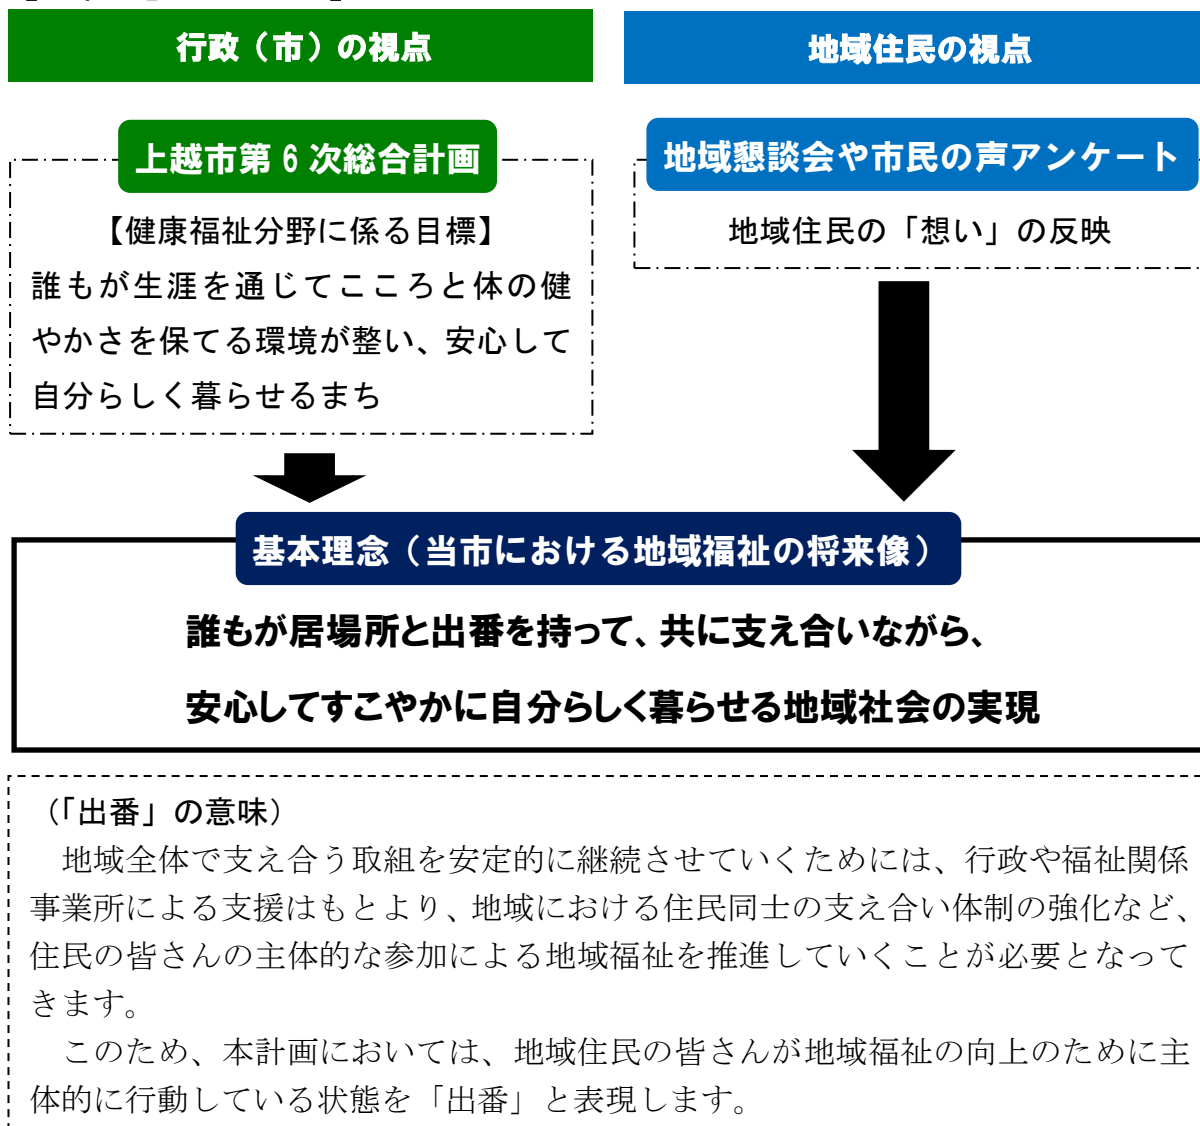 行政（市）の視点
地域住民の視点
上越市第６次総合計画
【健康福祉分野に係る目標】
誰もが生涯を通じてこころと体の健
やかさを保てる環境が整い、安心して
自分らしく暮らせるまち
地域懇談会や市民の声アンケート
地域住民の「想い」の反映
基本理念（当市における地域福祉の将来像）
誰もが居場所と出番を持って、共に支え合いながら、
安心してすこやかに自分らしく暮らせる地域社会の実現
（「出番」の意味）
地域全体で支え合う取組を安定的に継続させていくためには、行政や福祉関係
事業所による支援はもとより、地域における住民同士の支え合い体制の強化など、
住民の皆さんの主体的な参加による地域福祉を推進していくことが必要となって
きます。
このため、本計画においては、地域住民の皆さんが地域福祉の向上のために主
体的に行動している状態を「出番」と表現します。